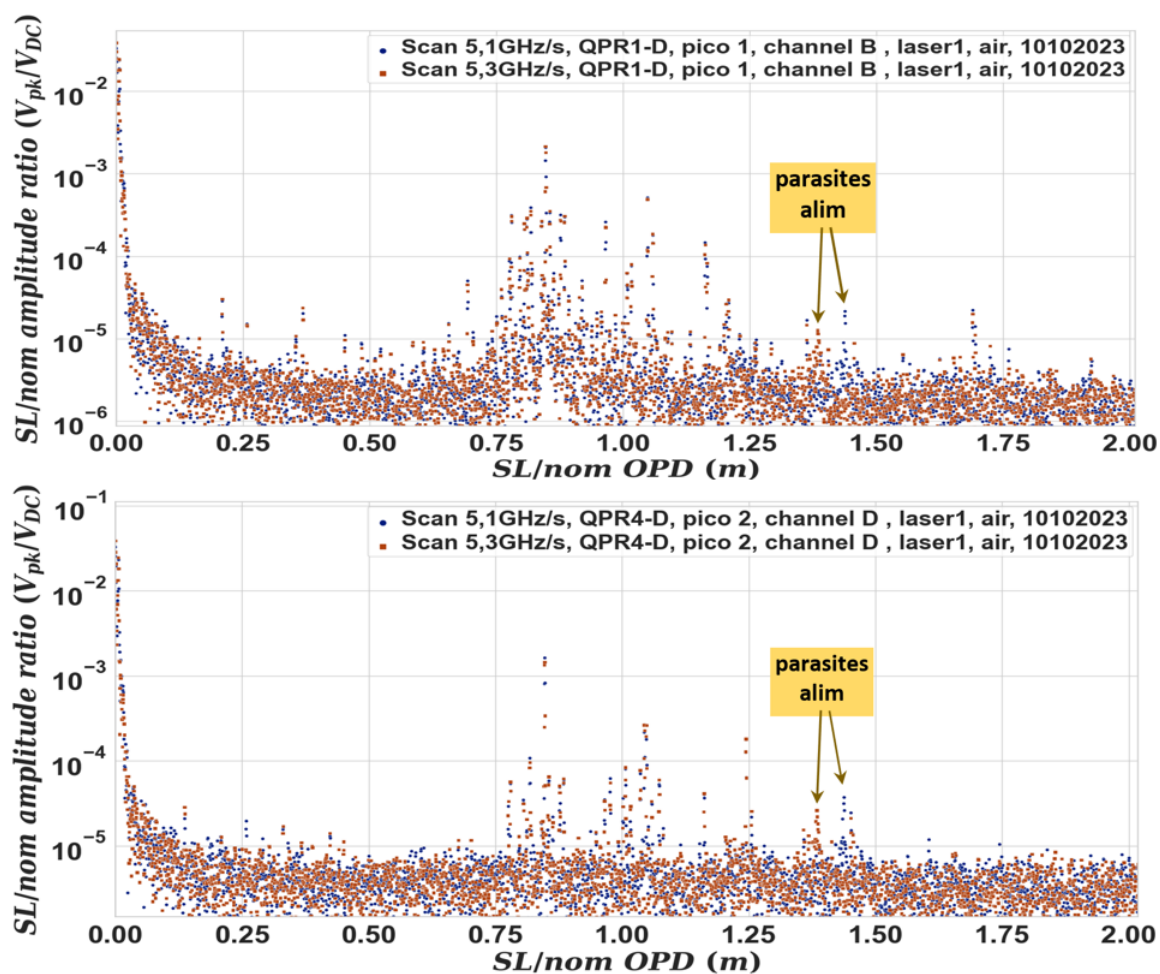 Scan 5,1GHz/s, QPR1-D, pico 1, channel B , laser1, air, 10102023
Scan 5,3GHz/s, QPR1-D, pico 1, channel B , laser1, air, 10102023
SL/nom amplitude ratio (V_pk/V_DC)
10⁻²
10⁻³
10⁻⁴
10⁻⁵
10⁻⁶
parasites
alim
0.00 0.25 0.50 0.75 1.00 1.25 1.50 1.75 2.00
SL/nom OPD (m)
Scan 5,1GHz/s, QPR4-D, pico 2, channel D , laser1, air, 10102023
Scan 5,3GHz/s, QPR4-D, pico 2, channel D , laser1, air, 10102023
SL/nom amplitude ratio (V_pk/V_DC)
10⁻¹
10⁻²
10⁻³
10⁻⁴
10⁻⁵
parasites
alim
0.00 0.25 0.50 0.75 1.00 1.25 1.50 1.75 2.00
SL/nom OPD (m)